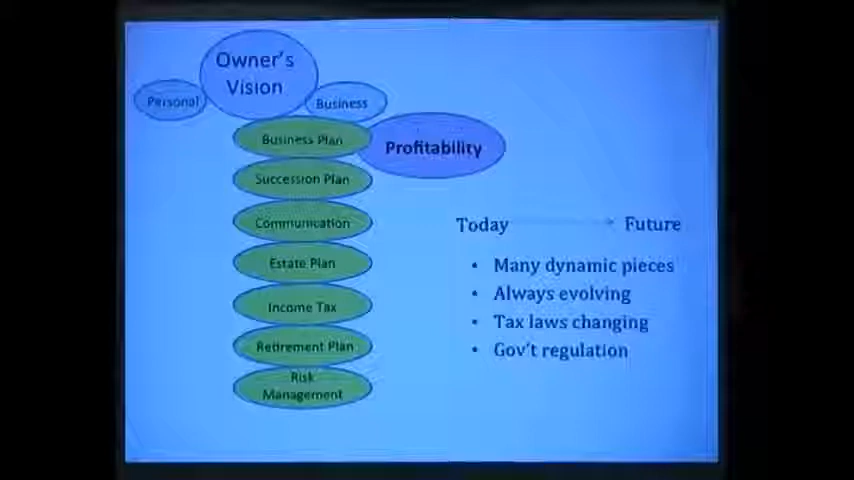 Owner's
Vision
Personal
Business
Business Plan
Profitability
Succession Plan
Communication
Estate Plan
Income Tax
Retirement Plan
Risk
Management
Today
Future
• Many dynamic pieces
• Always evolving
• Tax laws changing
• Gov't regulation